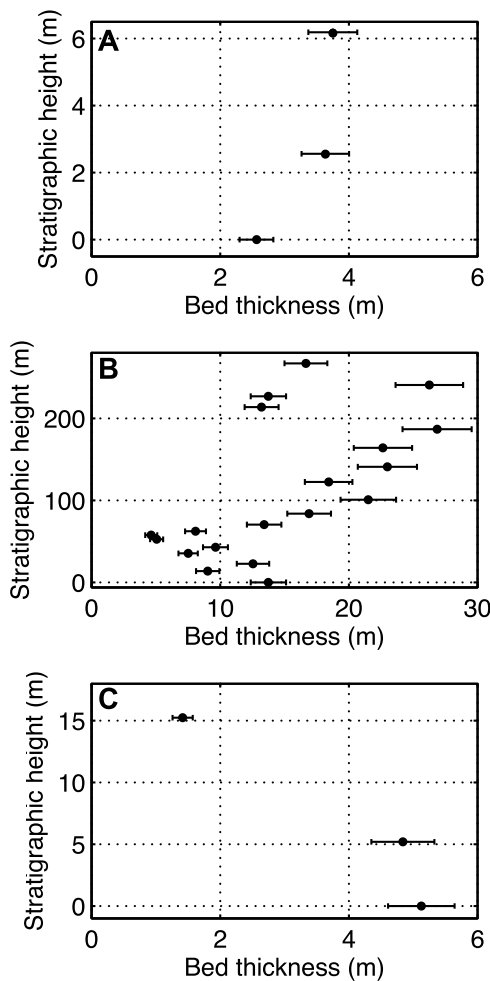 A
Stratigraphic height (m)
6
4
2
0
0 2 4 6
Bed thickness (m)
B
Stratigraphic height (m)
200
100
0
0 10 20 30
Bed thickness (m)
C
Stratigraphic height (m)
15
10
5
0
0 2 4 6
Bed thickness (m)